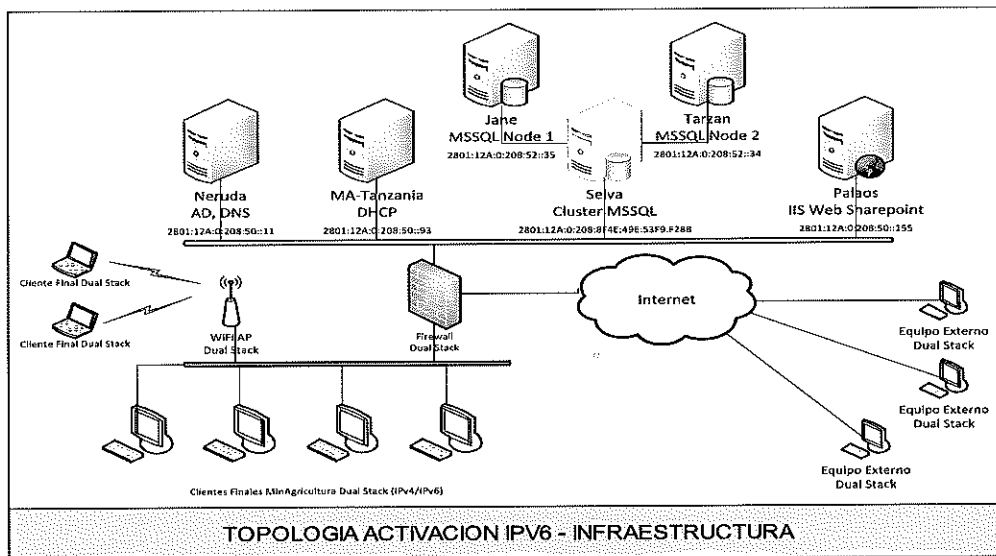 Jane
MSSQL Node 1
2801:12A:0:208:52::35
Tarzan
MSSQL Node 2
2801:12A:0:208:52::34
Neruda
AD, DNS
2801:12A:0:208:50::11
MA-Tanzania
DHCP
2801:12A:0:208:50::93
Selva
Cluster MSSQL
2801:12A:0:208:8F4E:49E:53F9:F28B
Palaos
IIS Web Sharepoint
2801:12A:0:208:50::155
Cliente Final Dual Stack
Cliente Final Dual Stack
WiFi AP
Dual Stack
Firewall
Dual Stack
Internet
Equipo Externo
Dual Stack
Equipo Externo
Dual Stack
Equipo Externo
Dual Stack
Clientes Finales MinAgricultura Dual Stack (IPv4/IPv6)
TOPOLOGIA ACTIVACION IPV6 - INFRAESTRUCTURA